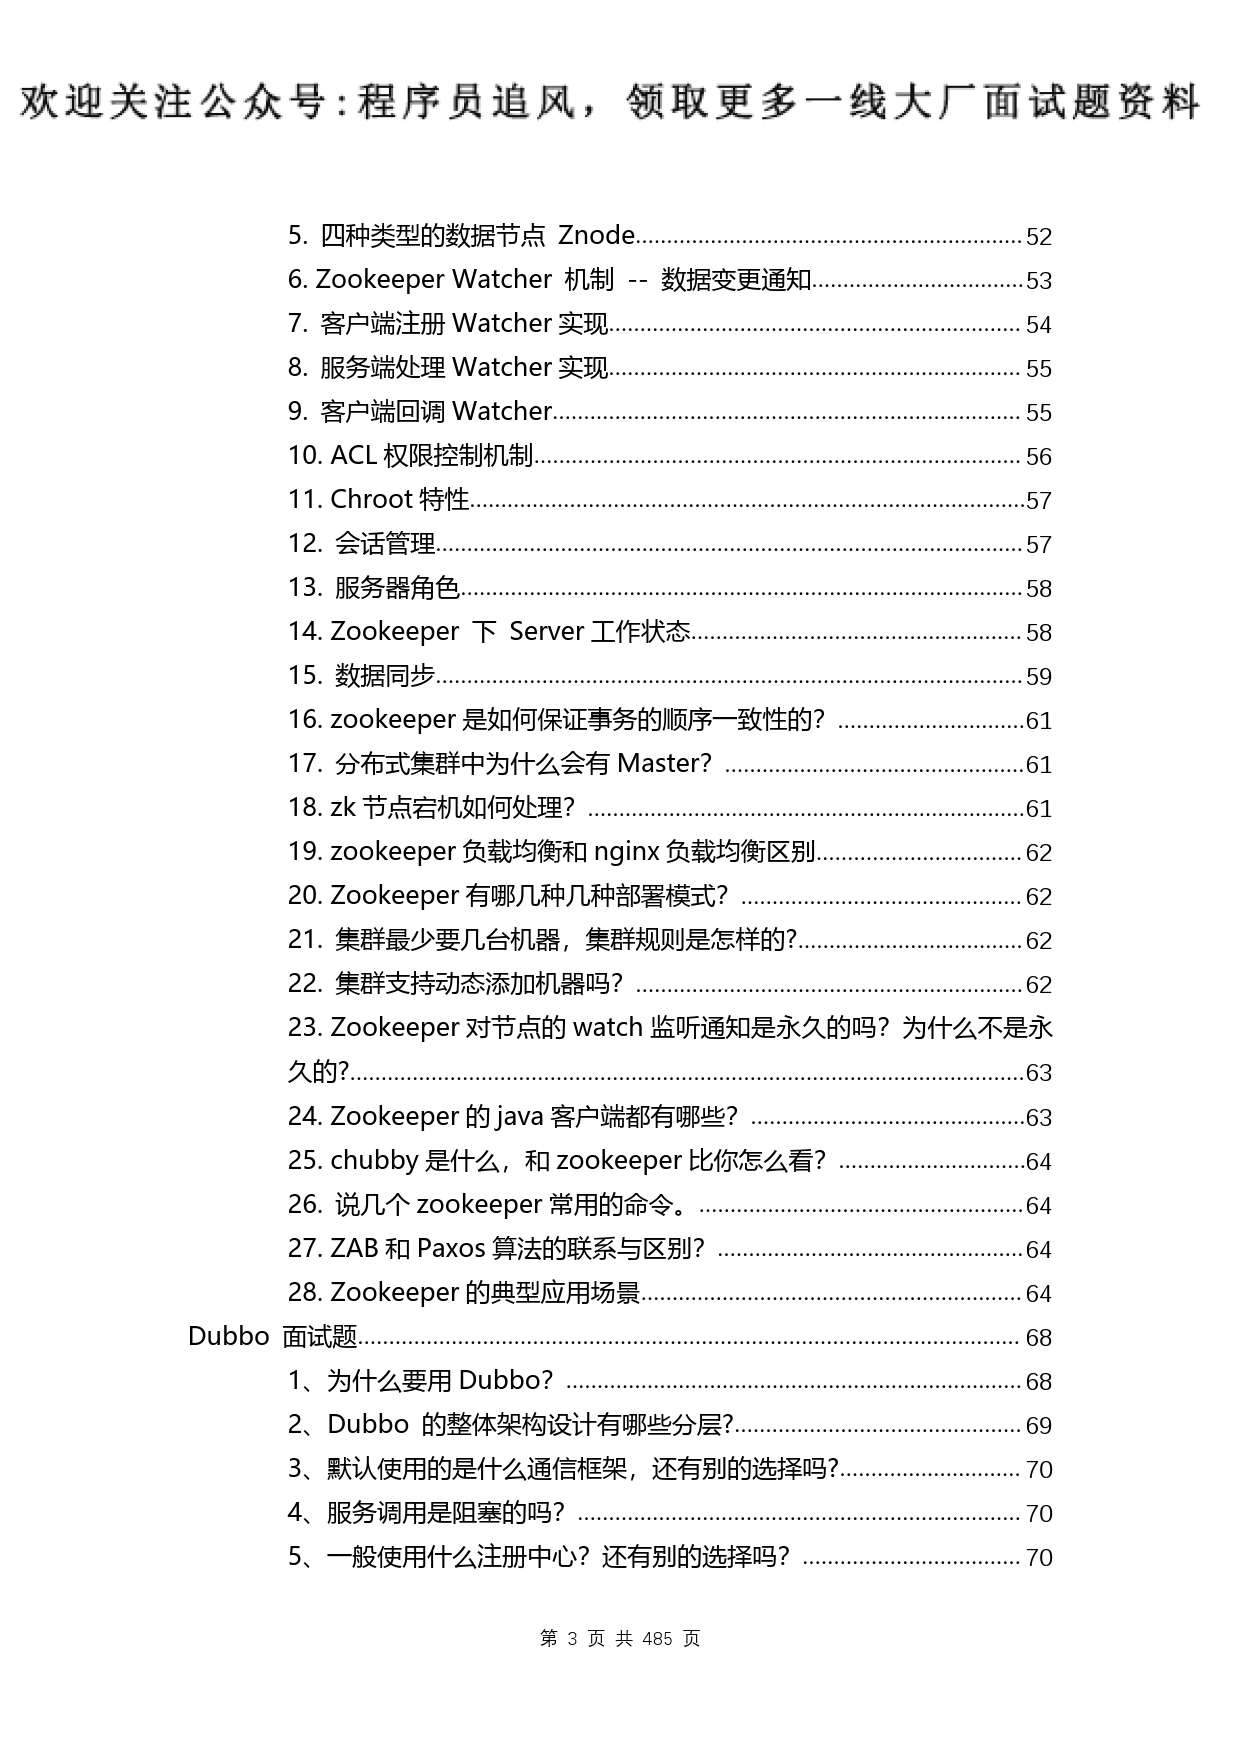 欢迎关注公众号:程序员追风，领取更多一线大厂面试题资料
5. 四种类型的数据节点 Znode....................52
6. Zookeeper Watcher 机制 -- 数据变更通知....................53
7. 客户端注册 Watcher 实现....................54
8. 服务端处理 Watcher 实现....................55
9. 客户端回调 Watcher....................55
10. ACL 权限控制机制....................56
11. Chroot 特性....................57
12. 会话管理....................57
13. 服务器角色....................58
14. Zookeeper 下 Server 工作状态....................58
15. 数据同步....................59
16. zookeeper 是如何保证事务的顺序一致性的？....................61
17. 分布式集群中为什么会有 Master？....................61
18. zk 节点宕机如何处理？....................61
19. zookeeper 负载均衡和 nginx 负载均衡区别....................62
20. Zookeeper 有哪几种几种部署模式？....................62
21. 集群最少要几台机器，集群规则是怎样的?....................62
22. 集群支持动态添加机器吗？....................62
23. Zookeeper 对节点的 watch 监听通知是永久的吗？为什么不是永
久的?....................63
24. Zookeeper 的 java 客户端都有哪些？....................63
25. chubby 是什么，和 zookeeper 比你怎么看？....................64
26. 说几个 zookeeper 常用的命令。....................64
27. ZAB 和 Paxos 算法的联系与区别？....................64
28. Zookeeper 的典型应用场景....................64
Dubbo 面试题....................68
1、为什么要用 Dubbo？....................68
2、Dubbo 的整体架构设计有哪些分层?....................69
3、默认使用的是什么通信框架，还有别的选择吗?....................70
4、服务调用是阻塞的吗？....................70
5、一般使用什么注册中心？还有别的选择吗？....................70
第 3 页 共 485 页